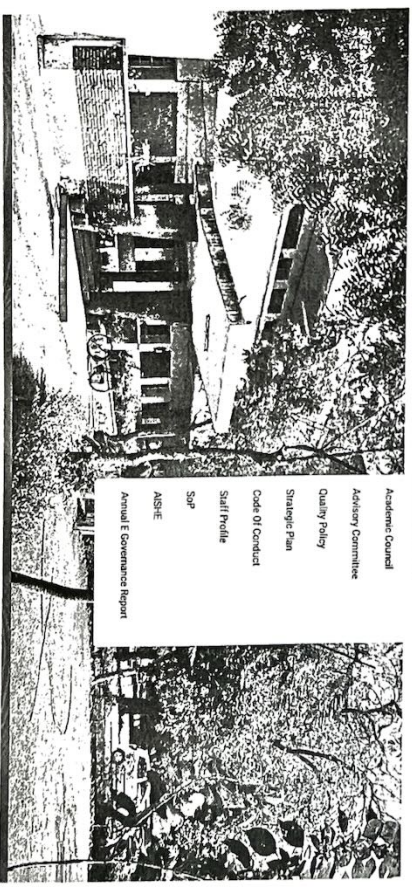 Academic Council
Advisory Committee
Quality Policy
Strategic Plan
Code Of Conduct
Staff Profile
SoP
AISHE
Annual E Governance Report